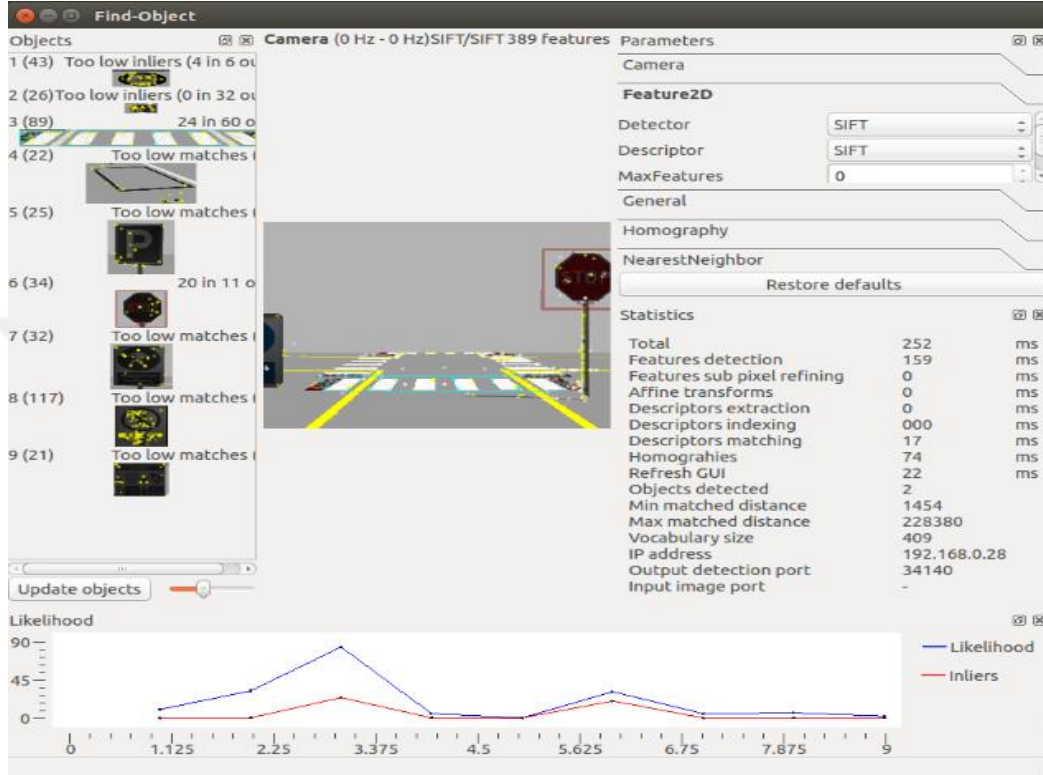 Find-Object
Objects
1 (43) Too low inliers (4 in 6 ou
2 (26)Too low inliers (0 in 32 ou
3 (89) 24 in 60 o
4 (22) Too low matches (
5 (25) Too low matches (
P
6 (34) 20 in 11 o
7 (32) Too low matches (
8 (117) Too low matches (
9 (21) Too low matches (
Update objects
Camera (0 Hz - 0 Hz)SIFT/SIFT 389 features
STOP
Parameters
Camera
Feature2D
Detector SIFT
Descriptor SIFT
MaxFeatures 0
General
Homography
NearestNeighbor
Restore defaults
Statistics
Total 252 ms
Features detection 159 ms
Features sub pixel refining 0 ms
Affine transforms 0 ms
Descriptors extraction 0 ms
Descriptors indexing 000 ms
Descriptors matching 17 ms
Homograhies 74 ms
Refresh GUI 22 ms
Objects detected 2
Min matched distance 1454
Max matched distance 228380
Vocabulary size 409
IP address 192.168.0.28
Output detection port 34140
Input image port -
Likelihood
90
45
0
Likelihood
Inliers
0 1.125 2.25 3.375 4.5 5.625 6.75 7.875 9